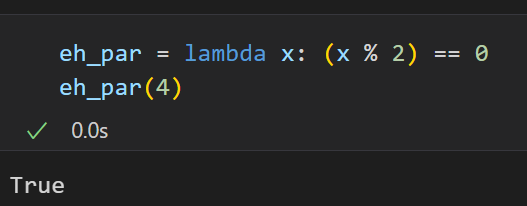 eh_par = lambda x: (x % 2) == 0
eh_par(4)
0.0s
True